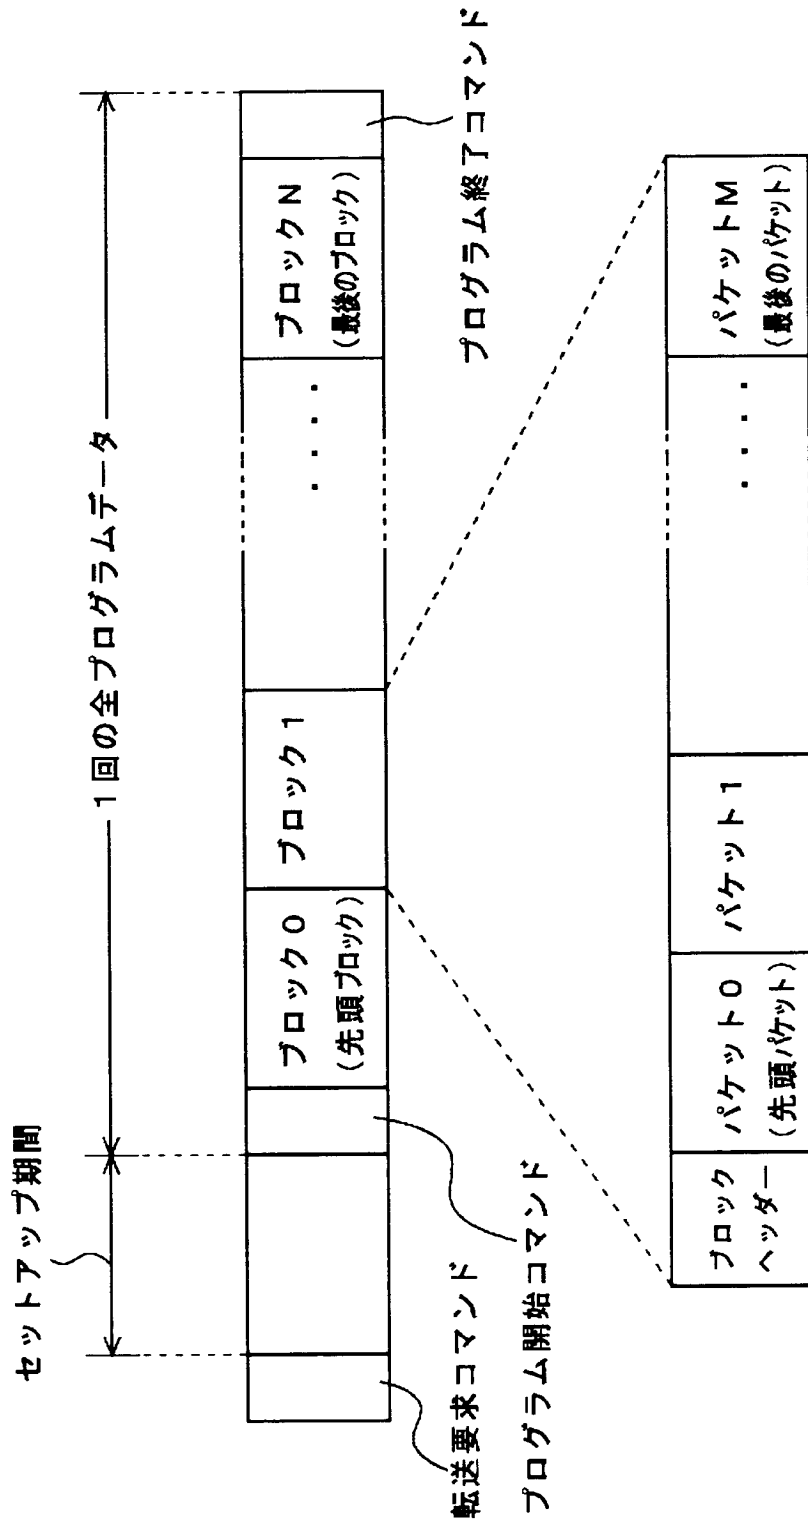 セットアップ期間
1回の全プログラムデータ
ブロック0
(先頭ブロック)
ブロック1
・・・・
ブロックN
(最後のブロック)
転送要求コマンド
プログラム開始コマンド
プログラム終了コマンド
ブロック
ヘッダー
パケット0
(先頭パケット)
パケット1
・・・・
パケットM
(最後のパケット)